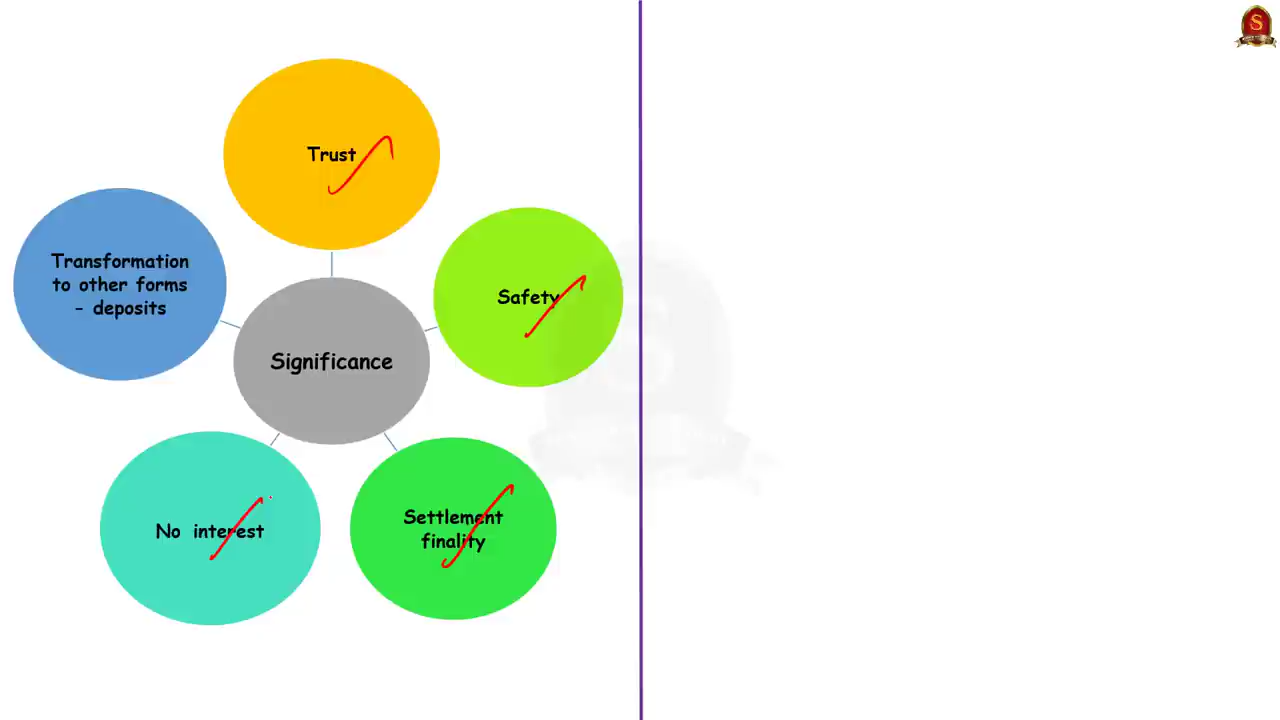 Trust
Safety
Transformation
to other forms
- deposits
Significance
No interest
Settlement
finality
S